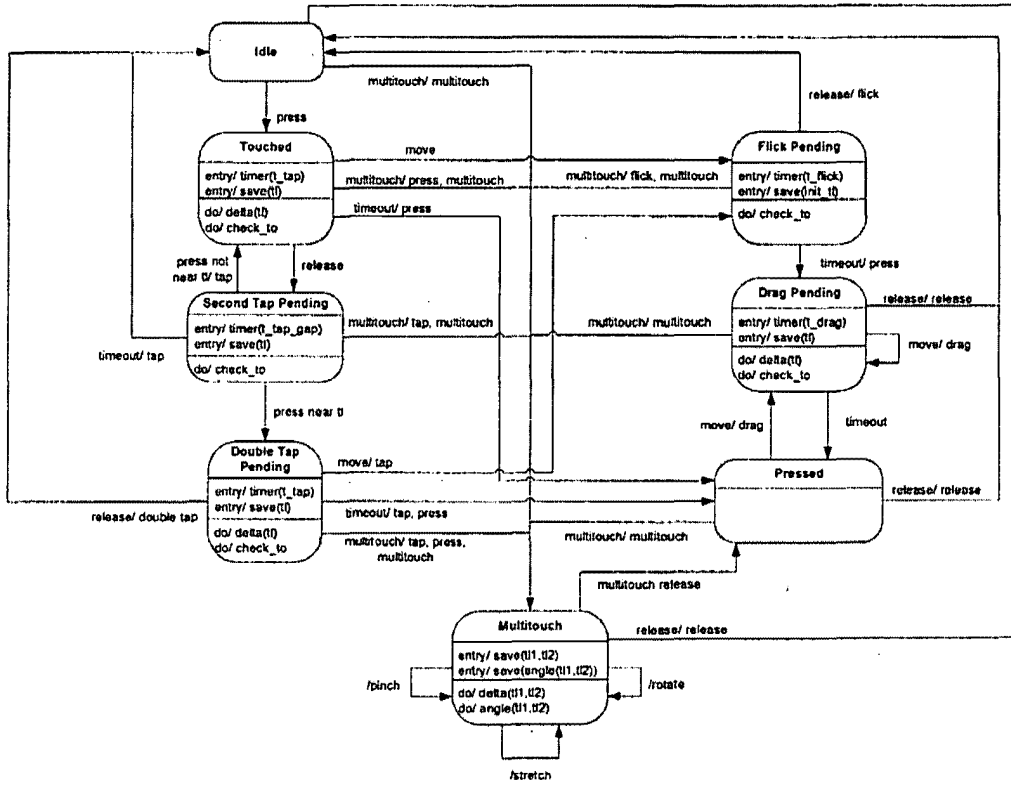 Idle
multitouch/ multitouch
release/ flick
press
Touched
entry/ timer(t_tap)
entry/ save(tl)
do/ delta(tl)
do/ check_to
move
multitouch/ press, multitouch
multitouch/ flick, multitouch
timeout/ press
Flick Pending
entry/ timer(t_flick)
entry/ save(init_tl)
do/ check_to
press not
near tl/ tap
release
timeout/ press
Second Tap Pending
entry/ timer(t_tap_gap)
entry/ save(tl)
do/ check_to
multitouch/ tap, multitouch
multitouch/ multitouch
Drag Pending
entry/ timer(t_drag)
entry/ save(tl)
do/ delta(tl)
do/ check_to
release/ release
move/ drag
timeout/ tap
press near tl
move/ drag
timeout
Double Tap
Pending
entry/ timer(t_tap)
entry/ save(tl)
do/ delta(tl)
do/ check_to
move/ tap
Pressed
release/ release
release/ double tap
timeout/ tap, press
multitouch/ tap, press,
multitouch
multitouch/ multitouch
multitouch release
Multitouch
entry/ save(tl1,tl2)
entry/ save(angle(tl1,tl2))
do/ delta(tl1,tl2)
do/ angle(tl1,tl2)
release/ release
/pinch
/rotate
/stretch